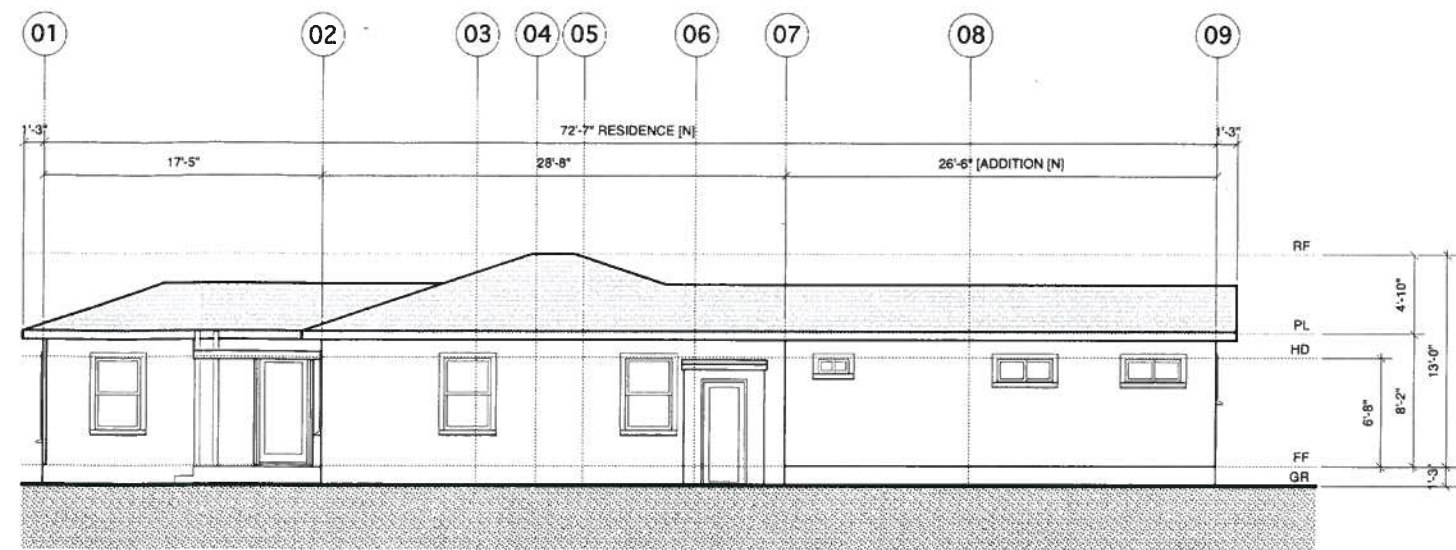 01 02 03 04 05 06 07 08 09
1'-3" 72'-7" RESIDENCE [N] 1'-3"
17'-5" 28'-8" 26'-6" [ADDITION [N]
RF
4'-10"
PL
HD
13'-0"
6'-8"
8'-2"
FF
GR
1'-3"